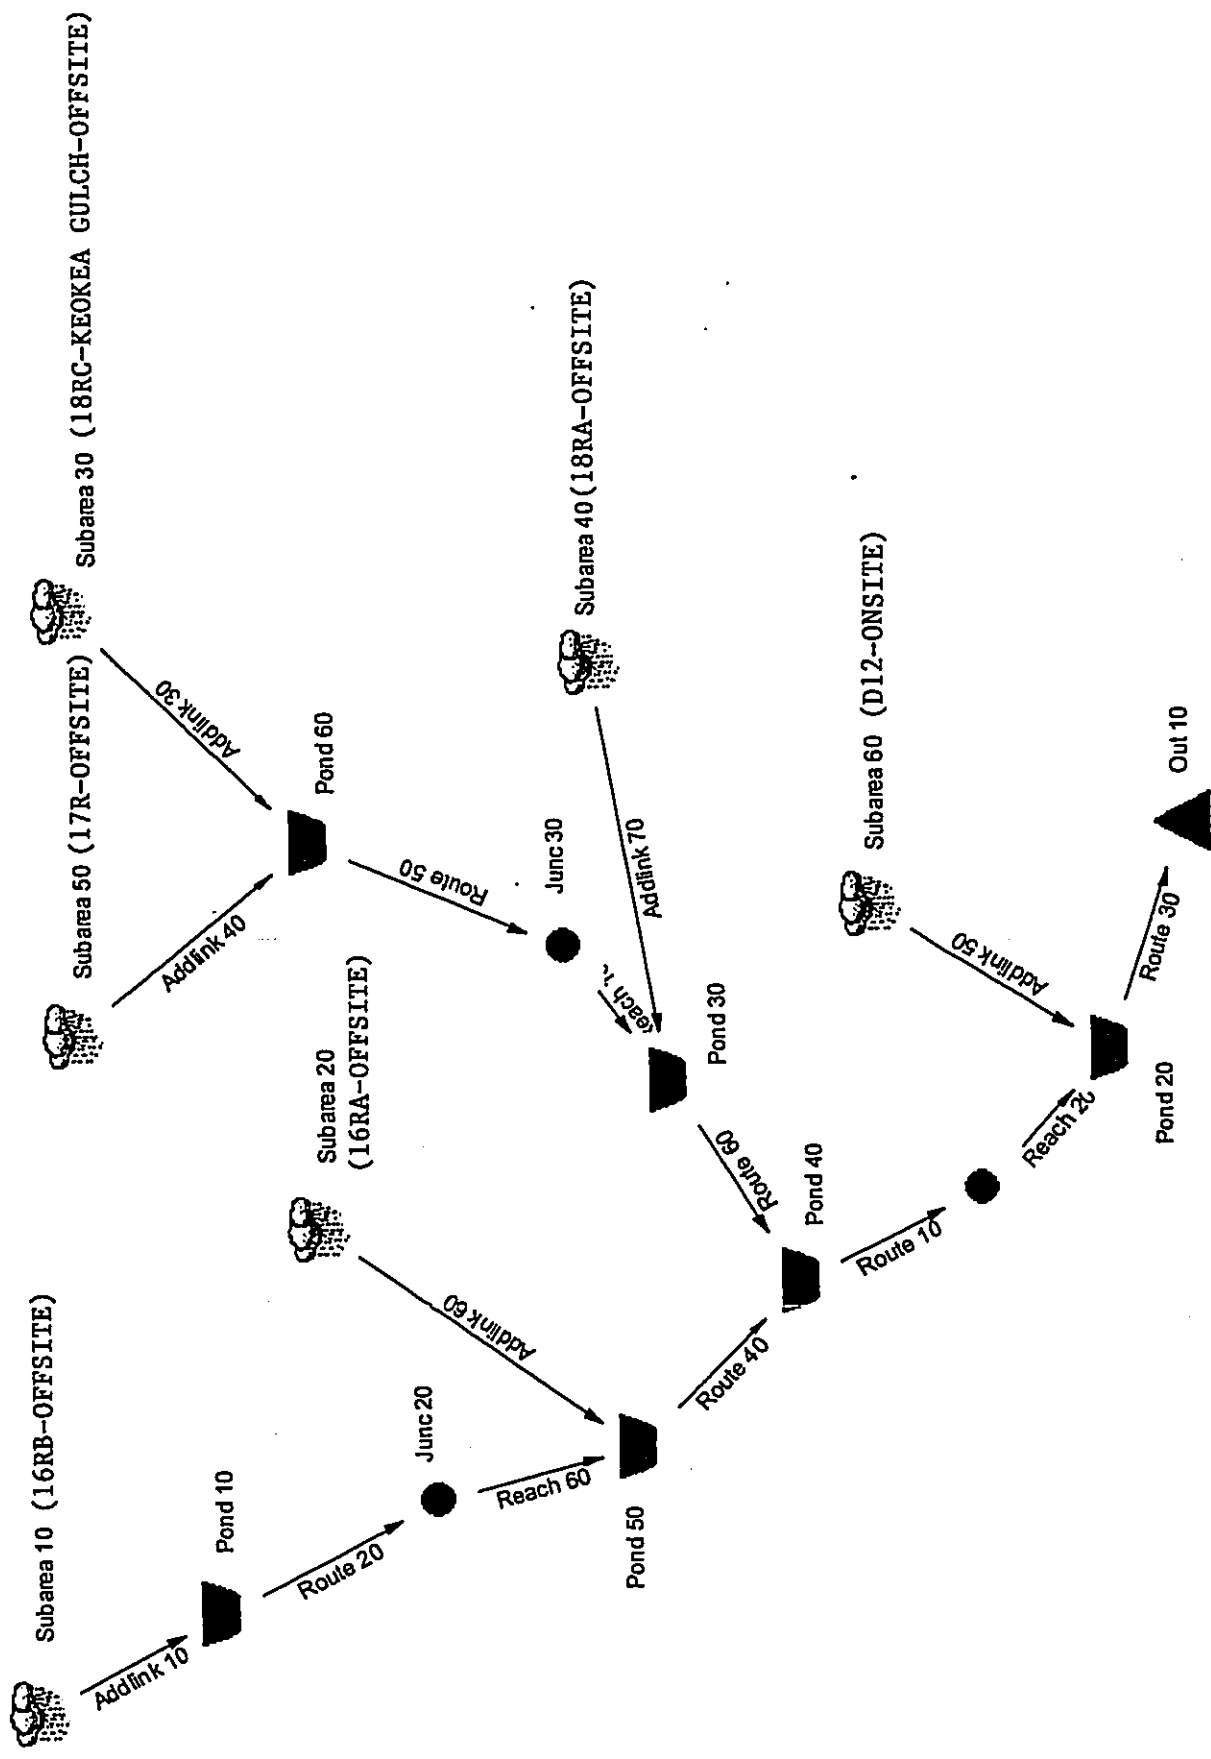 Subarea 10 (16RB-OFFSITE)
Addlink 10
Pond 10
Route 20
Junc 20
Reach 60
Pond 50
Subarea 20
(16RA-OFFSITE)
Addlink 60
Route 40
Subarea 50 (17R-OFFSITE)
Addlink 40
Subarea 30 (18RC-KEOKEA GULCH-OFFSITE)
Addlink 30
Pond 60
Route 50
Junc 30
Subarea 40 (18RA-OFFSITE)
Addlink 70
Pond 30
Route 60
Pond 40
Route 10
Reach 20
Subarea 60 (D12-ONSITE)
Addlink 50
Pond 20
Route 30
Out 10